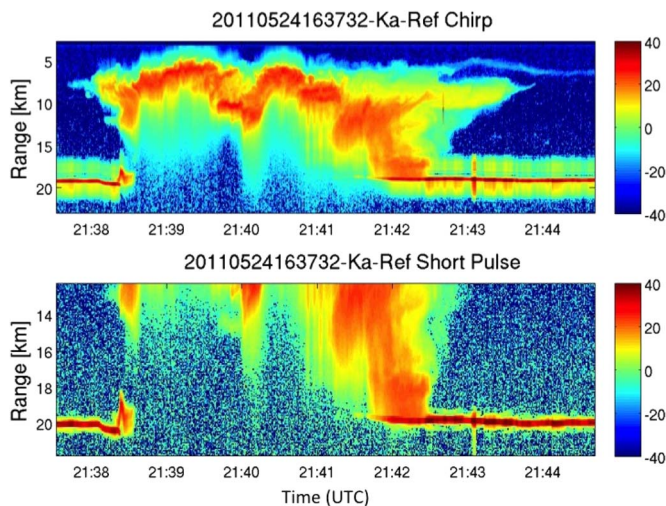 20110524163732-Ka-Ref Chirp
Range [km]
5
10
15
20
21:38 21:39 21:40 21:41 21:42 21:43 21:44
40
20
0
-20
-40
20110524163732-Ka-Ref Short Pulse
Range [km]
14
16
18
20
21:38 21:39 21:40 21:41 21:42 21:43 21:44
40
20
0
-20
-40
Time (UTC)